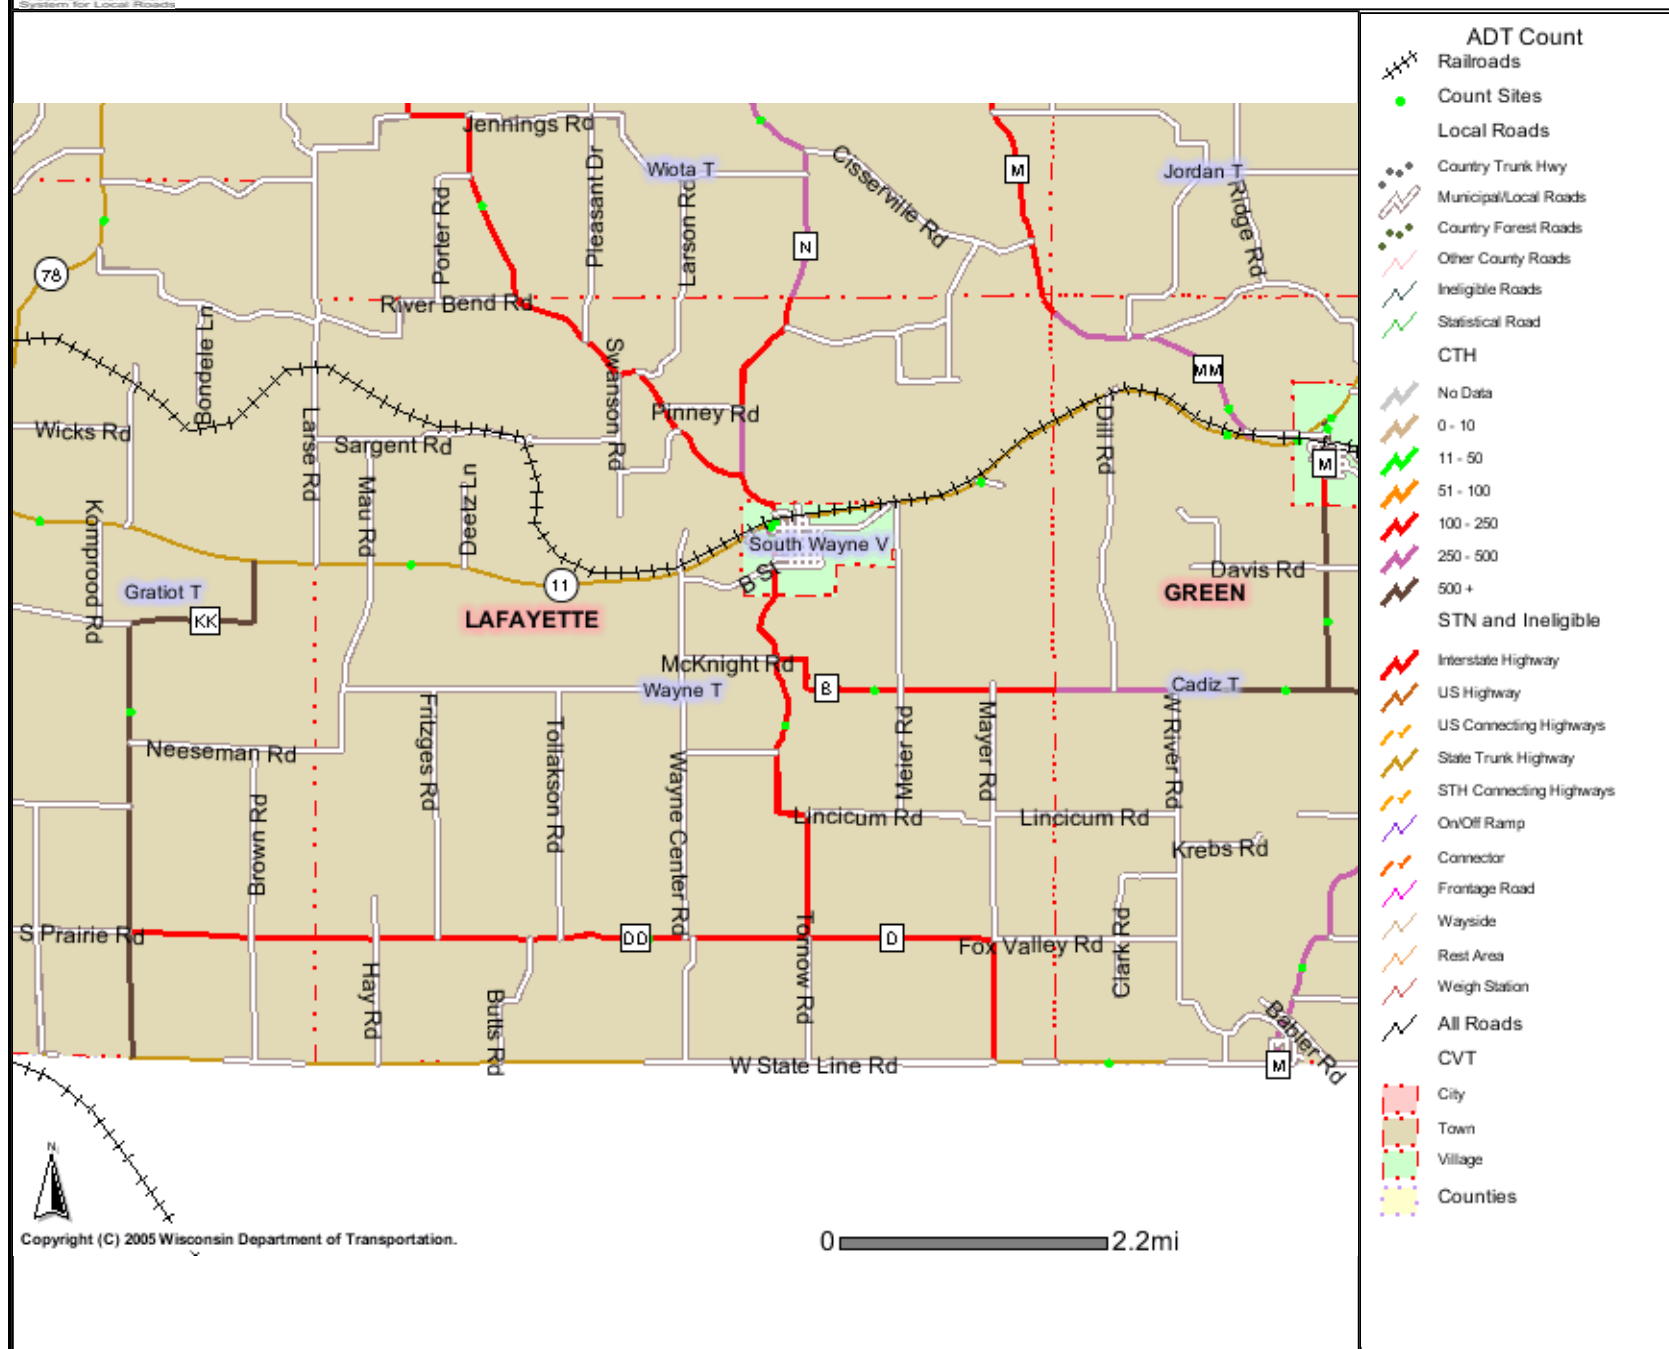 System for Local Roads
Jennings Rd
Wiota T
Cisserville Rd
M
Jordan T
Porter Rd
Pleasant Dr
Larson Rd
Ridge Rd
N
78
River Bend Rd
Bondele Ln
Swanson Rd
MM
Wicks Rd
Larse Rd
Sargent Rd
Pinney Rd
Dill Rd
M
Komprood Rd
Mau Rd
Deetz Ln
South Wayne V
B St
11
Davis Rd
Gratiot T
KK
LAFAYETTE
GREEN
McKnight Rd
Wayne T
B
Cadiz T
Neeseman Rd
Fritzges Rd
Tollakson Rd
Wayne Center Rd
Meier Rd
Mayer Rd
W River Rd
Brown Rd
Lincicum Rd
Lincicum Rd
Krebs Rd
S Prairie Rd
DD
Tornow Rd
D
Fox Valley Rd
Clark Rd
Hay Rd
Butts Rd
W State Line Rd
Babler Rd
M
N
Copyright (C) 2005 Wisconsin Department of Transportation.
0 2.2mi
ADT Count
Railroads
Count Sites
Local Roads
Country Trunk Hwy
Municipal/Local Roads
Country Forest Roads
Other County Roads
Ineligible Roads
Statistical Road
CTH
No Data
0 - 10
11 - 50
51 - 100
100 - 250
250 - 500
500 +
STN and Ineligible
Interstate Highway
US Highway
US Connecting Highways
State Trunk Highway
STH Connecting Highways
On/Off Ramp
Connector
Frontage Road
Wayside
Rest Area
Weigh Station
All Roads
CVT
City
Town
Village
Counties